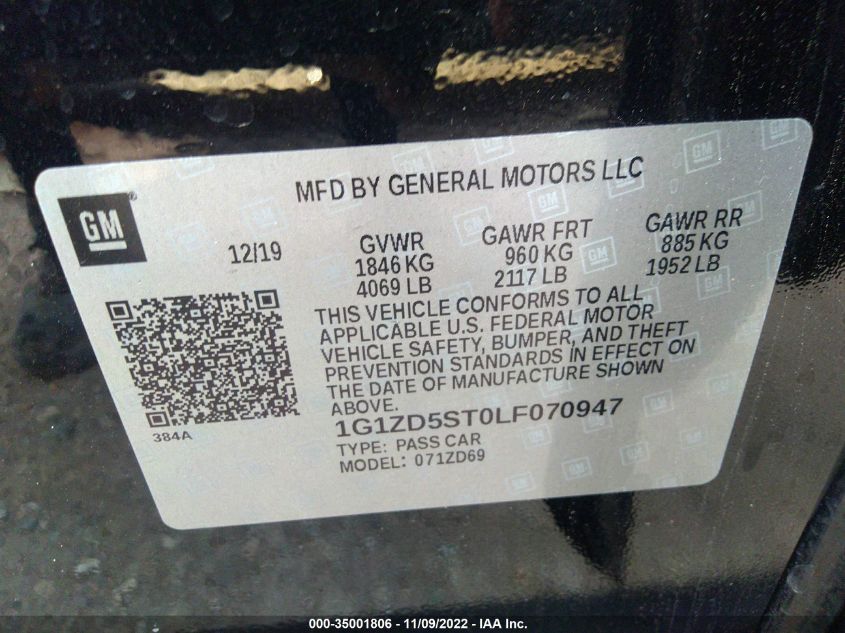 MFD BY GENERAL MOTORS LLC
GM
®
12/19
GVWR
1846 KG
4069 LB
GAWR FRT
960 KG
2117 LB
GAWR RR
885 KG
1952 LB
THIS VEHICLE CONFORMS TO ALL
APPLICABLE U.S. FEDERAL MOTOR
VEHICLE SAFETY, BUMPER, AND THEFT
PREVENTION STANDARDS IN EFFECT ON
THE DATE OF MANUFACTURE SHOWN
ABOVE.
384A
1G1ZD5ST0LF070947
TYPE: PASS CAR
MODEL: 071ZD69
000-35001806 - 11/09/2022 - IAA Inc.